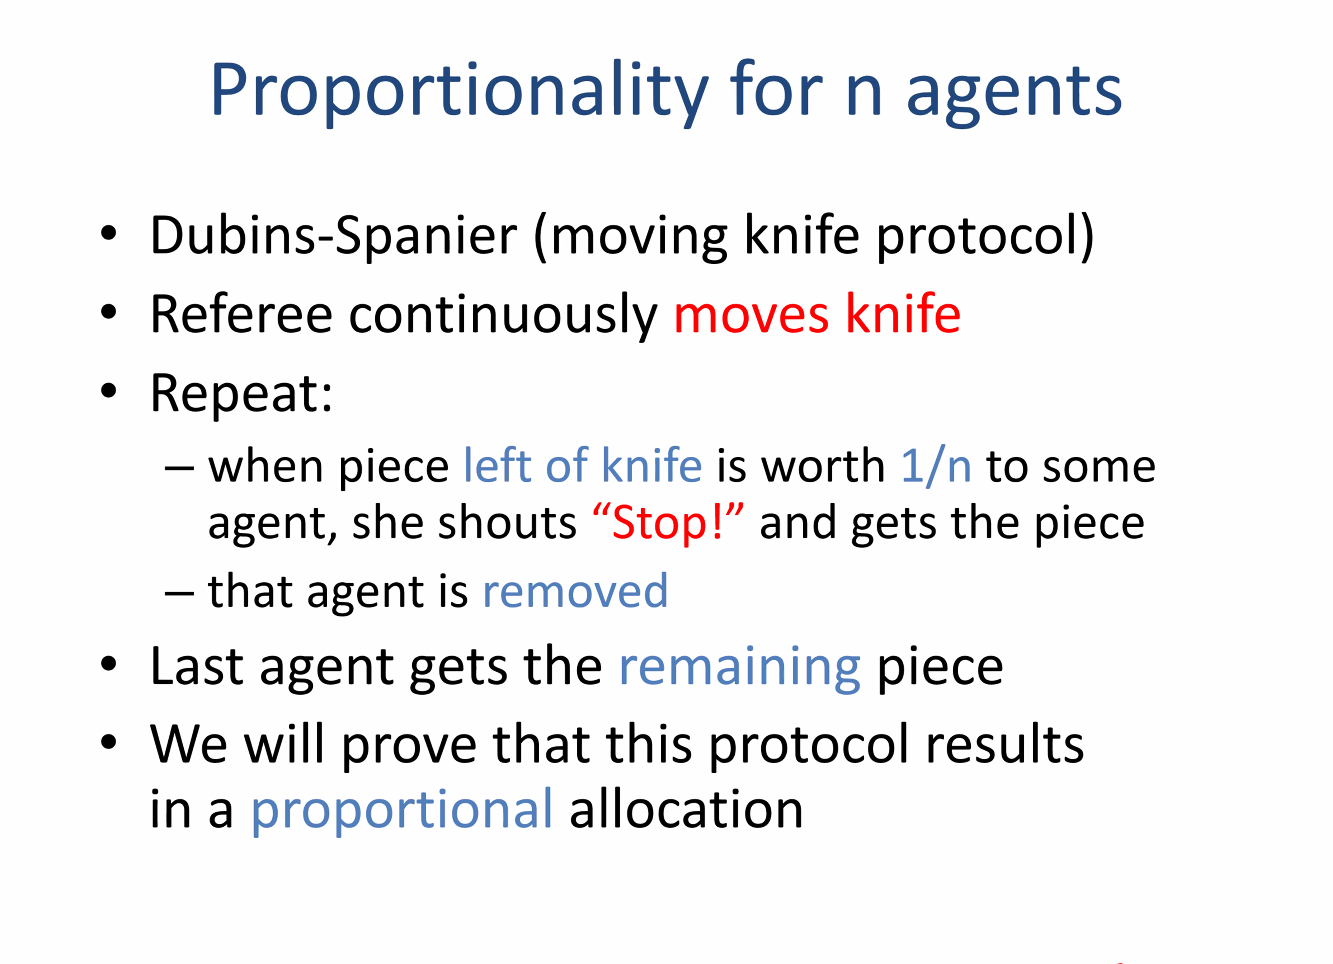 Proportionality for n agents
• Dubins-Spanier (moving knife protocol)
• Referee continuously moves knife
• Repeat:
– when piece left of knife is worth 1/n to some
agent, she shouts “Stop!” and gets the piece
– that agent is removed
• Last agent gets the remaining piece
• We will prove that this protocol results
in a proportional allocation